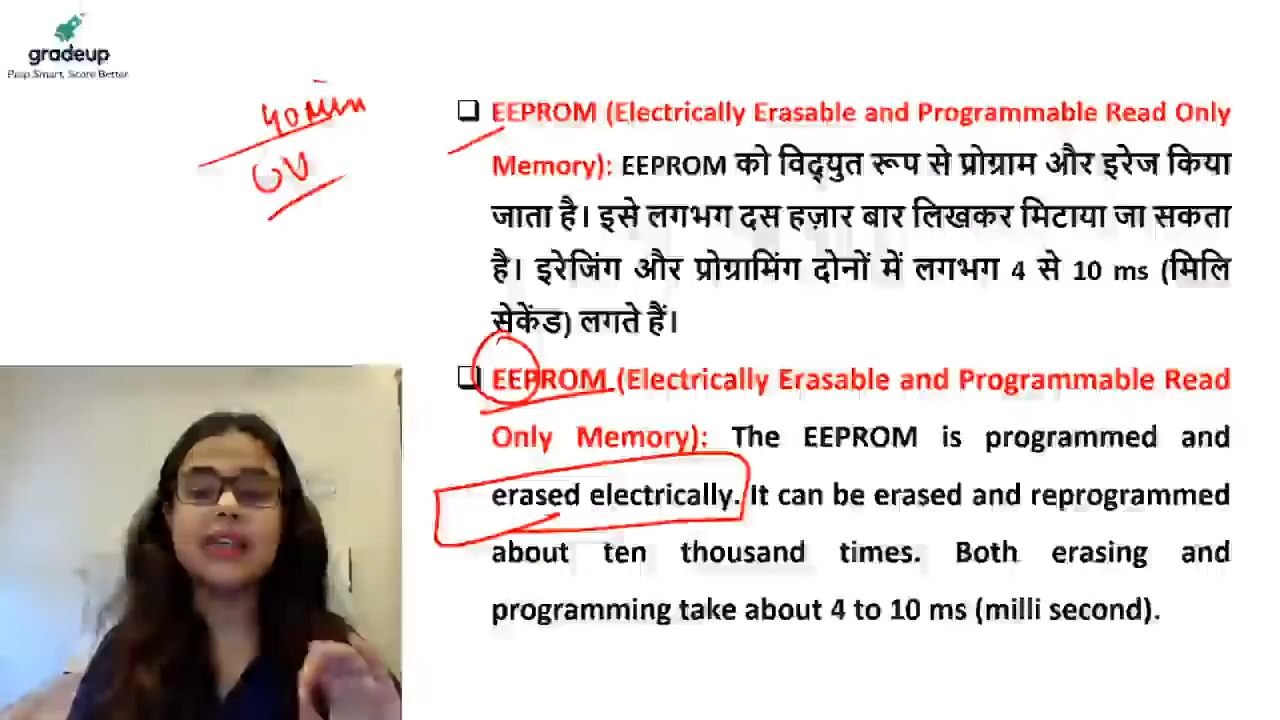 gradeup
Prep Smart, Score Better.
40 Min
UV
EEPROM (Electrically Erasable and Programmable Read Only
Memory): EEPROM को विद्युत रूप से प्रोग्राम और इरेज किया
जाता है। इसे लगभग दस हज़ार बार लिखकर मिटाया जा सकता
है। इरेजिंग और प्रोग्रामिंग दोनों में लगभग 4 से 10 ms (मिलि
सेकेंड) लगते हैं।
EEPROM (Electrically Erasable and Programmable Read
Only Memory): The EEPROM is programmed and
erased electrically. It can be erased and reprogrammed
about ten thousand times. Both erasing and
programming take about 4 to 10 ms (milli second).